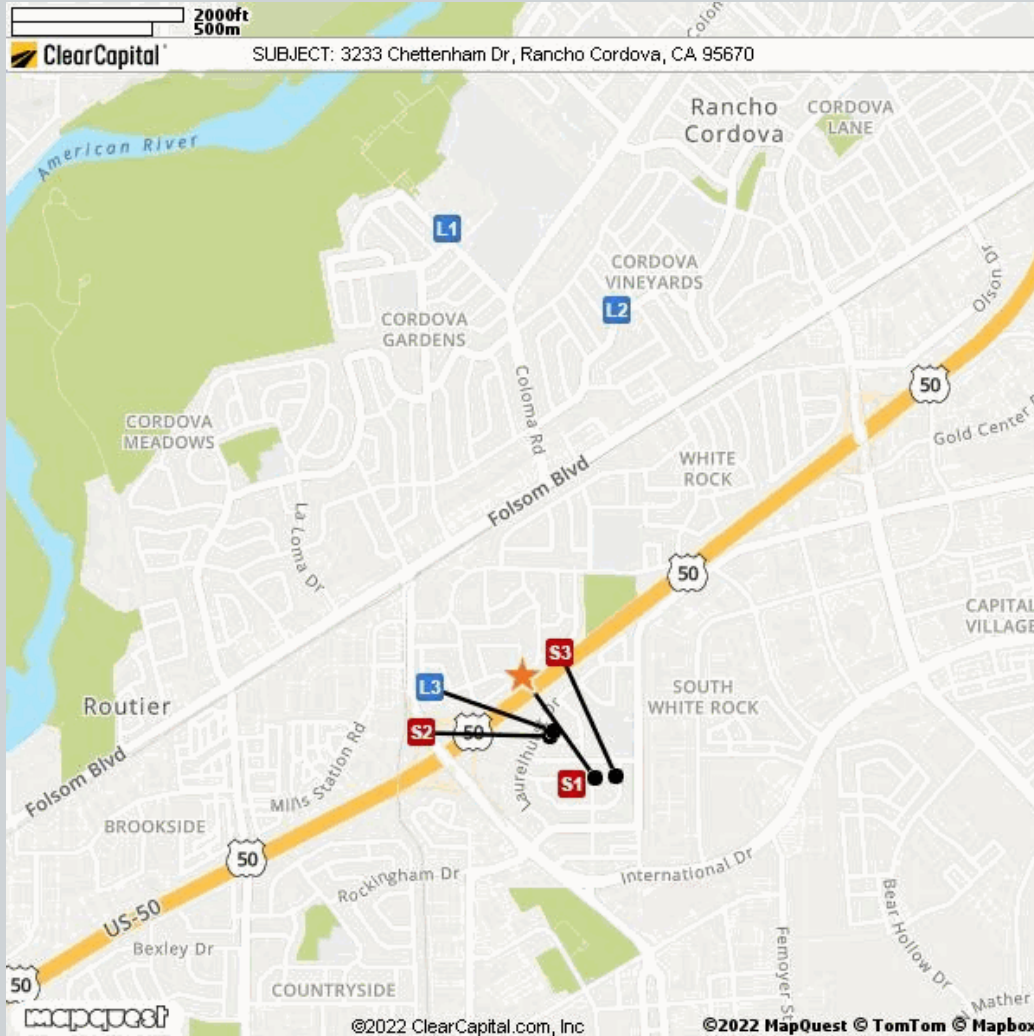 2000ft
500m
ClearCapital
SUBJECT: 3233 Chettenham Dr, Rancho Cordova, CA 95670
Colon
American River
Rancho
Cordova
CORDOVA
LANE
L1
CORDOVA
VINEYARDS
Olson Dr
L2
CORDOVA
GARDENS
Coloma Rd
50
CORDOVA
MEADOWS
Gold Center
WHITE
ROCK
Folsom Blvd
La Loma Dr
50
CAPITAL
VILLAGE
S3
L3
SOUTH
WHITE ROCK
Routier
S2
50
Laurelhurst Dr
S1
Folsom Blvd
Mills Station Rd
BROOKSIDE
50
Rockingham Dr
International Dr
US-50
Bexley Dr
Bear Hollow Dr
Femoyer St
50
COUNTRYSIDE
Mather
mapquest
©2022 ClearCapital.com, Inc
©2022 MapQuest © TomTom © Mapbo